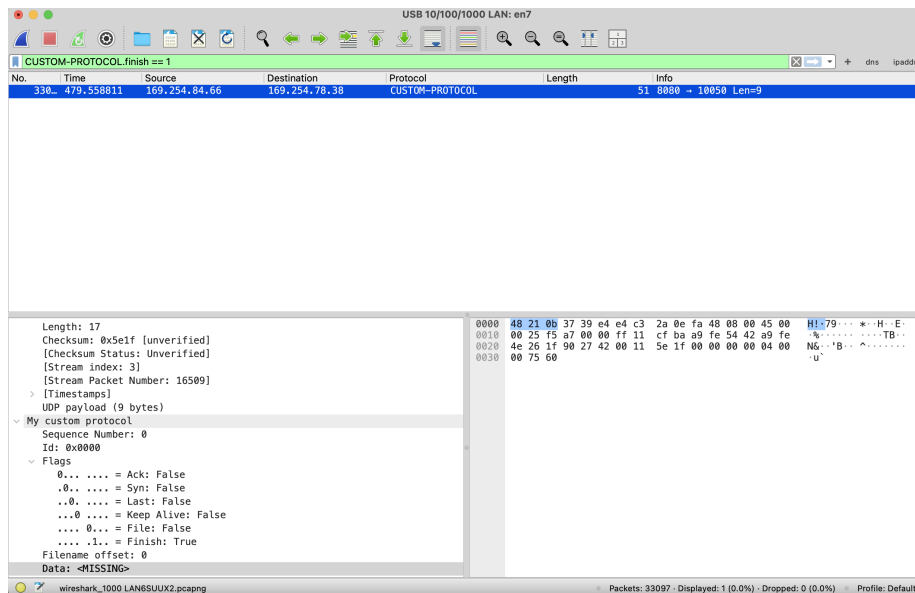 USB 10/100/1000 LAN: en7
CUSTOM-PROTOCOL.finish == 1
+ dns ipaddr
No. Time Source Destination Protocol Length Info
330… 479.558811 169.254.84.66 169.254.78.38 CUSTOM-PROTOCOL 51 8080 → 10050 Len=9
Length: 17
Checksum: 0x5e1f [unverified]
[Checksum Status: Unverified]
[Stream index: 3]
[Stream Packet Number: 16509]
[Timestamps]
UDP payload (9 bytes)
My custom protocol
Sequence Number: 0
Id: 0x0000
Flags
0... .... = Ack: False
.0.. .... = Syn: False
..0. .... = Last: False
...0 .... = Keep Alive: False
.... 0... = File: False
.... .1.. = Finish: True
Filename offset: 0
Data: <MISSING>
0000 48 21 0b 37 39 e4 e4 c3 2a 0e fa 48 08 00 45 00 H!·79··· *··H··E·
0010 00 25 f5 a7 00 00 ff 11 cf ba a9 fe 54 42 a9 fe ·%······ ····TB··
0020 4e 26 1f 90 27 42 00 11 5e 1f 00 00 00 00 04 00 N&··'B·· ^·······
0030 00 75 60 ·u`
wireshark_1000 LAN6SUUX2.pcapng
Packets: 33097 · Displayed: 1 (0.0%) · Dropped: 0 (0.0%)
Profile: Default